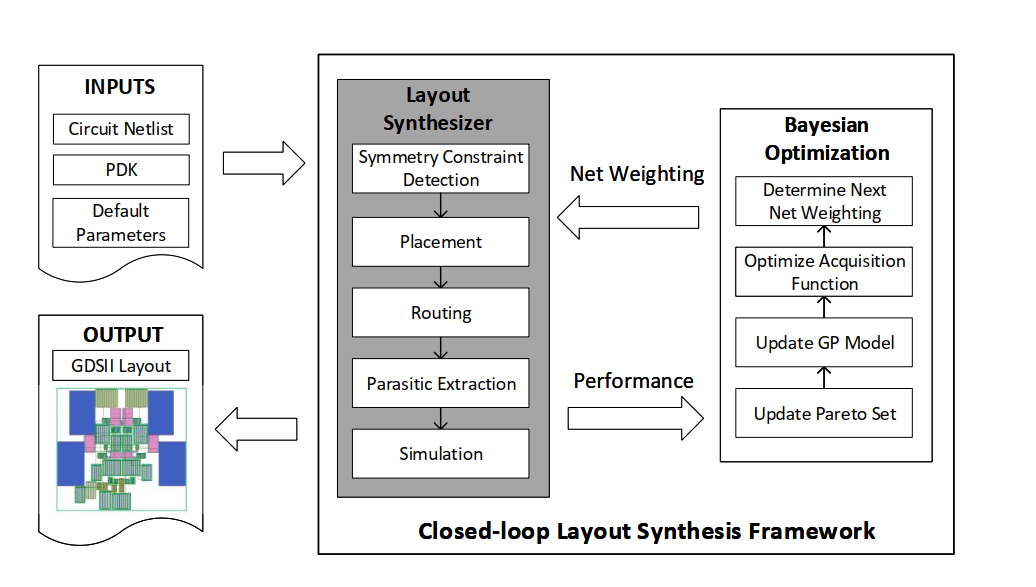 INPUTS
Circuit Netlist
PDK
Default
Parameters
OUTPUT
GDSII Layout
Layout
Synthesizer
Symmetry Constraint
Detection
Placement
Routing
Parasitic Extraction
Simulation
Net Weighting
Performance
Bayesian
Optimization
Determine Next
Net Weighting
Optimize Acquisition
Function
Update GP Model
Update Pareto Set
Closed-loop Layout Synthesis Framework